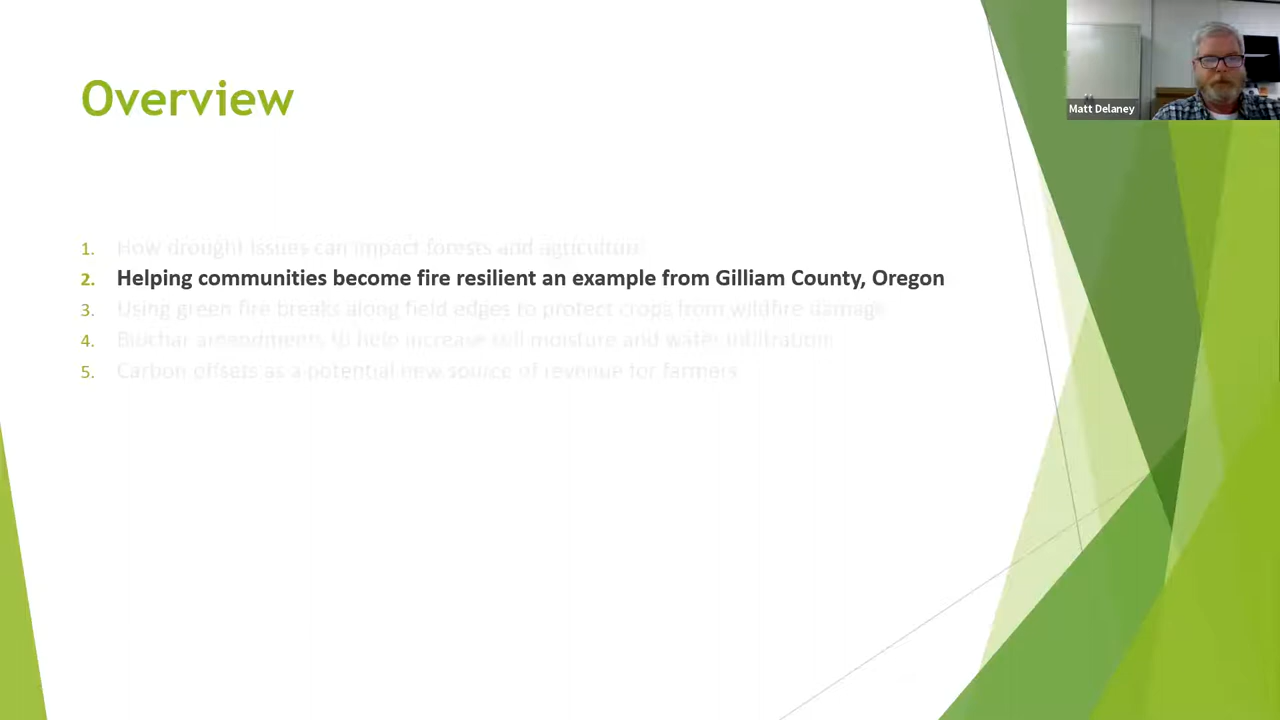 Overview
Matt Delaney
1. How drought issues can impact forests and agriculture
2. Helping communities become fire resilient an example from Gilliam County, Oregon
3. Using green fire breaks along field edges to protect crops from wildfire damage
4. Biochar amendments to help increase soil moisture and water infiltration
5. Carbon offsets as a potential new source of revenue for farmers